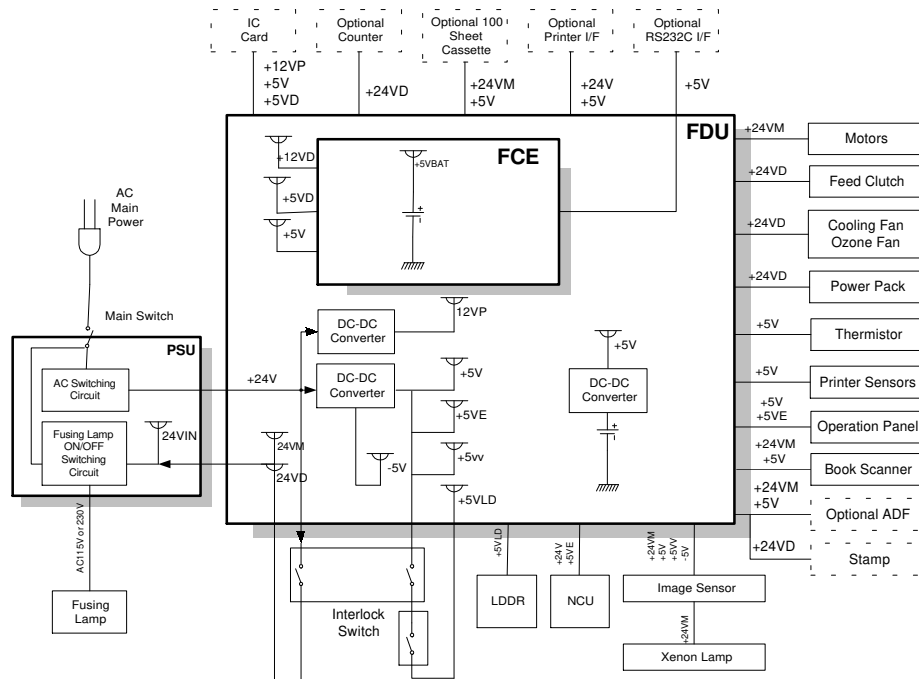 IC
Card
Optional
Counter
Optional 100
Sheet
Cassette
Optional
Printer I/F
Optional
RS232C I/F
+12VP
+5V
+5VD
+24VD
+24VM
+5V
+24V
+5V
+5V
FDU
FCE
+12VD
+5VD
+5V
+5VBAT
+
AC
Main
Power
Main Switch
PSU
AC Switching
Circuit
Fusing Lamp
ON/OFF
Switching
Circuit
24VIN
+24V
24VM
24VD
DC-DC
Converter
12VP
DC-DC
Converter
+5V
+5VE
+5vv
+5VLD
-5V
+5V
DC-DC
Converter
+
+24VM
Motors
+24VD
Feed Clutch
+24VD
Cooling Fan
Ozone Fan
+24VD
Power Pack
+5V
Thermistor
+5V
Printer Sensors
+5V
+5VE
Operation Panel
+24VM
+5V
Book Scanner
+24VM
+5V
Optional ADF
+24VD
Stamp
AC115V or 230V
Fusing
Lamp
Interlock
Switch
+5VLD
LDDR
+24V
+5VE
NCU
+24VM
+5V
+5VV
-5V
Image Sensor
+24VM
Xenon Lamp